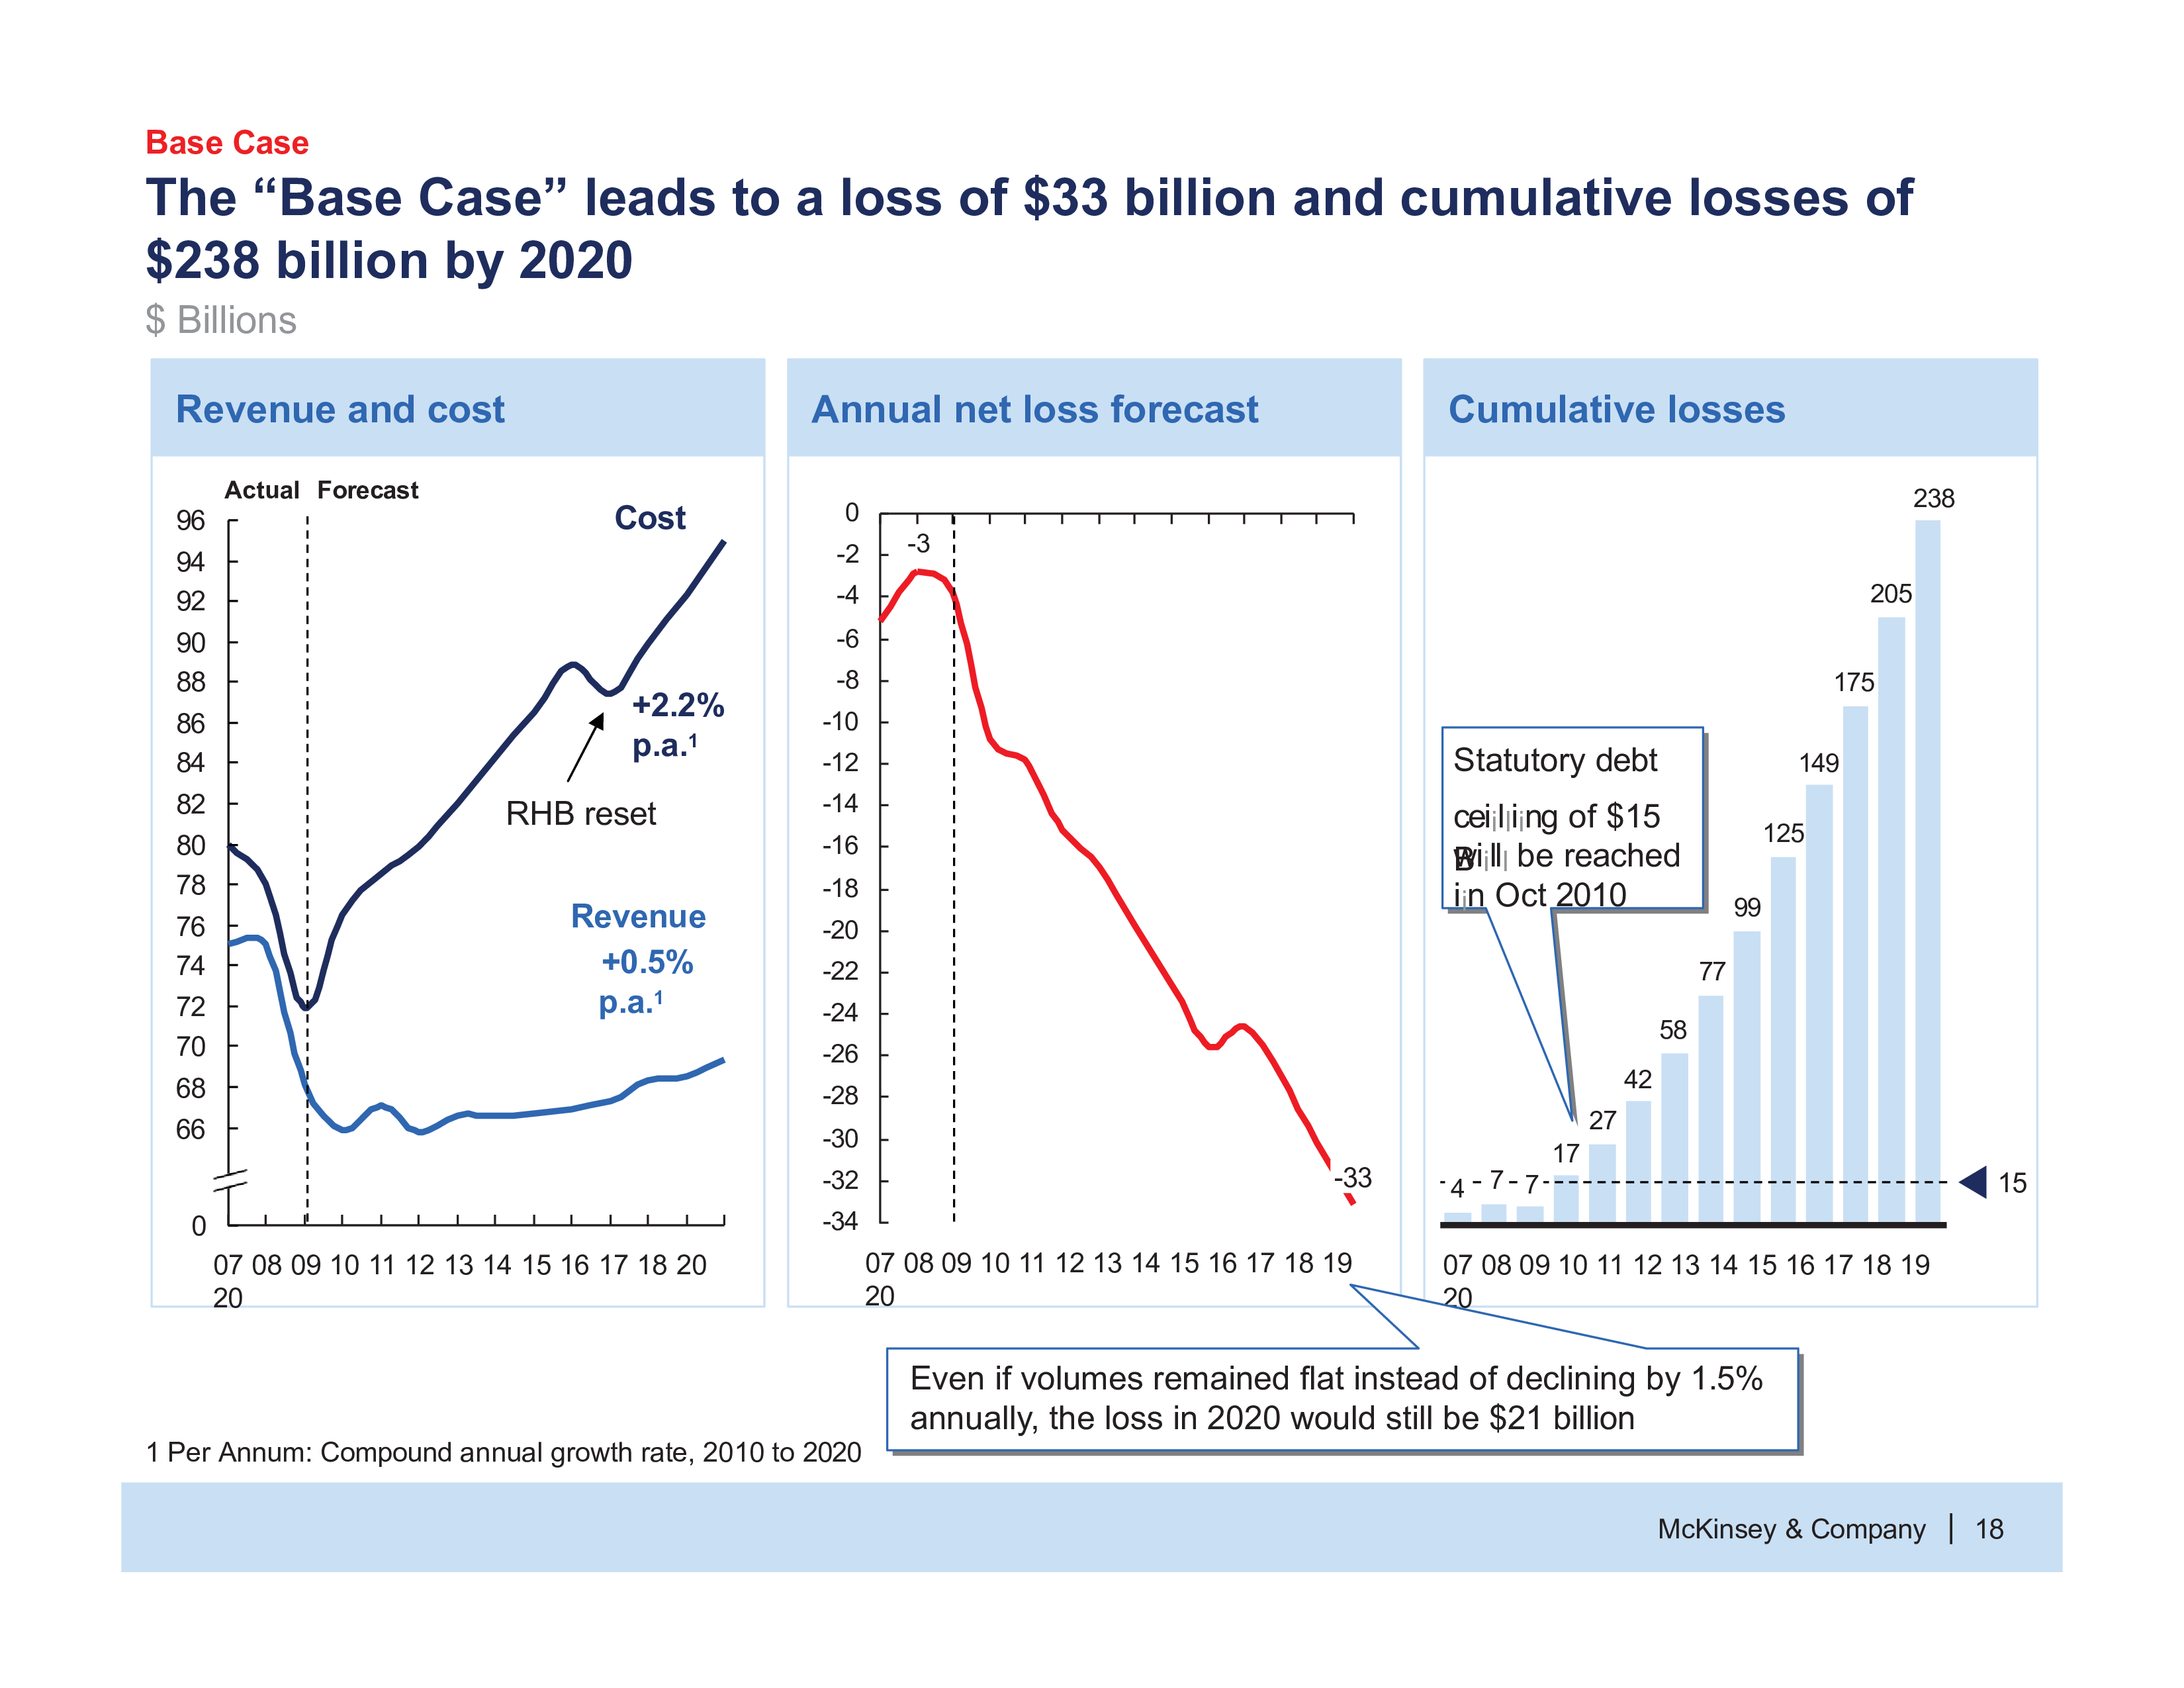 Base Case
The “Base Case” leads to a loss of $33 billion and cumulative losses of
$238 billion by 2020
$ Billions
Revenue and cost
Actual Forecast
96
94
92
90
88
86
84
82
80
78
76
74
72
70
68
66
0
Cost
+2.2%
p.a.¹
RHB reset
Revenue
+0.5%
p.a.¹
07 08 09 10 11 12 13 14 15 16 17 18 20
20
Annual net loss forecast
0
-2
-4
-6
-8
-10
-12
-14
-16
-18
-20
-22
-24
-26
-28
-30
-32
-34
-3
-33
07 08 09 10 11 12 13 14 15 16 17 18 19
20
Cumulative losses
238
205
175
149
125
99
77
58
42
27
17
7
7
4
15
Statutory debt
ceiling of $15
B will be reached
in Oct 2010
07 08 09 10 11 12 13 14 15 16 17 18 19
20
Even if volumes remained flat instead of declining by 1.5%
annually, the loss in 2020 would still be $21 billion
1 Per Annum: Compound annual growth rate, 2010 to 2020
McKinsey & Company | 18